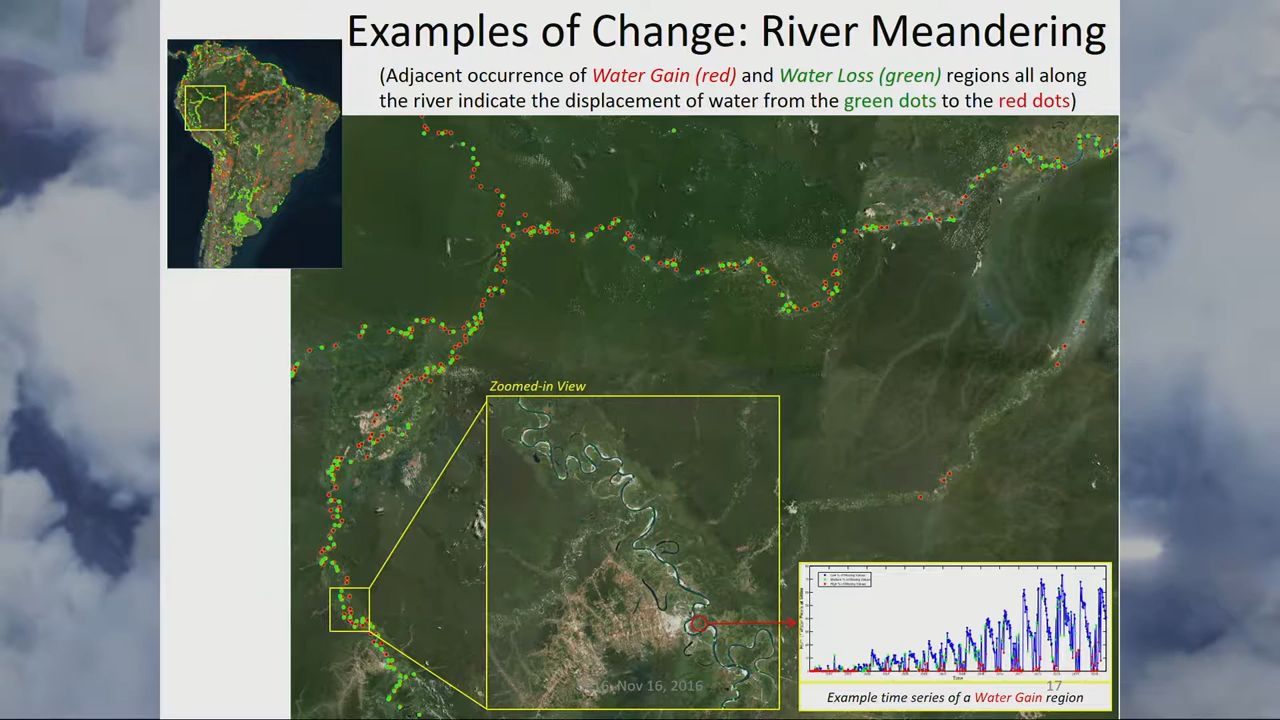 Examples of Change: River Meandering
(Adjacent occurrence of Water Gain (red) and Water Loss (green) regions all along
the river indicate the displacement of water from the green dots to the red dots)
Zoomed-in View
Time
Nov 16, 2016
17
Example time series of a Water Gain region